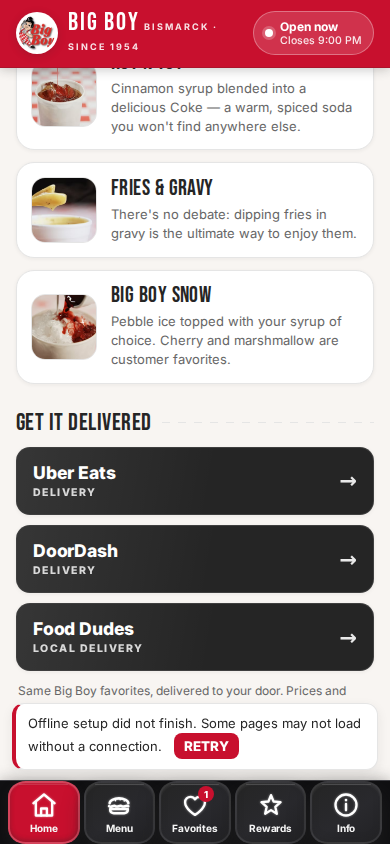 Big Boy
BIG BOY BISMARCK ·
SINCE 1954
Open now
Closes 9:00 PM
Cinnamon syrup blended into a
delicious Coke — a warm, spiced soda
you won't find anywhere else.
FRIES & GRAVY
There's no debate: dipping fries in
gravy is the ultimate way to enjoy them.
BIG BOY SNOW
Pebble ice topped with your syrup of
choice. Cherry and marshmallow are
customer favorites.
GET IT DELIVERED
Uber Eats
DELIVERY
→
DoorDash
DELIVERY
→
Food Dudes
LOCAL DELIVERY
→
Same Big Boy favorites, delivered to your door. Prices and
Offline setup did not finish. Some pages may not load
without a connection. RETRY
1
Home Menu Favorites Rewards Info